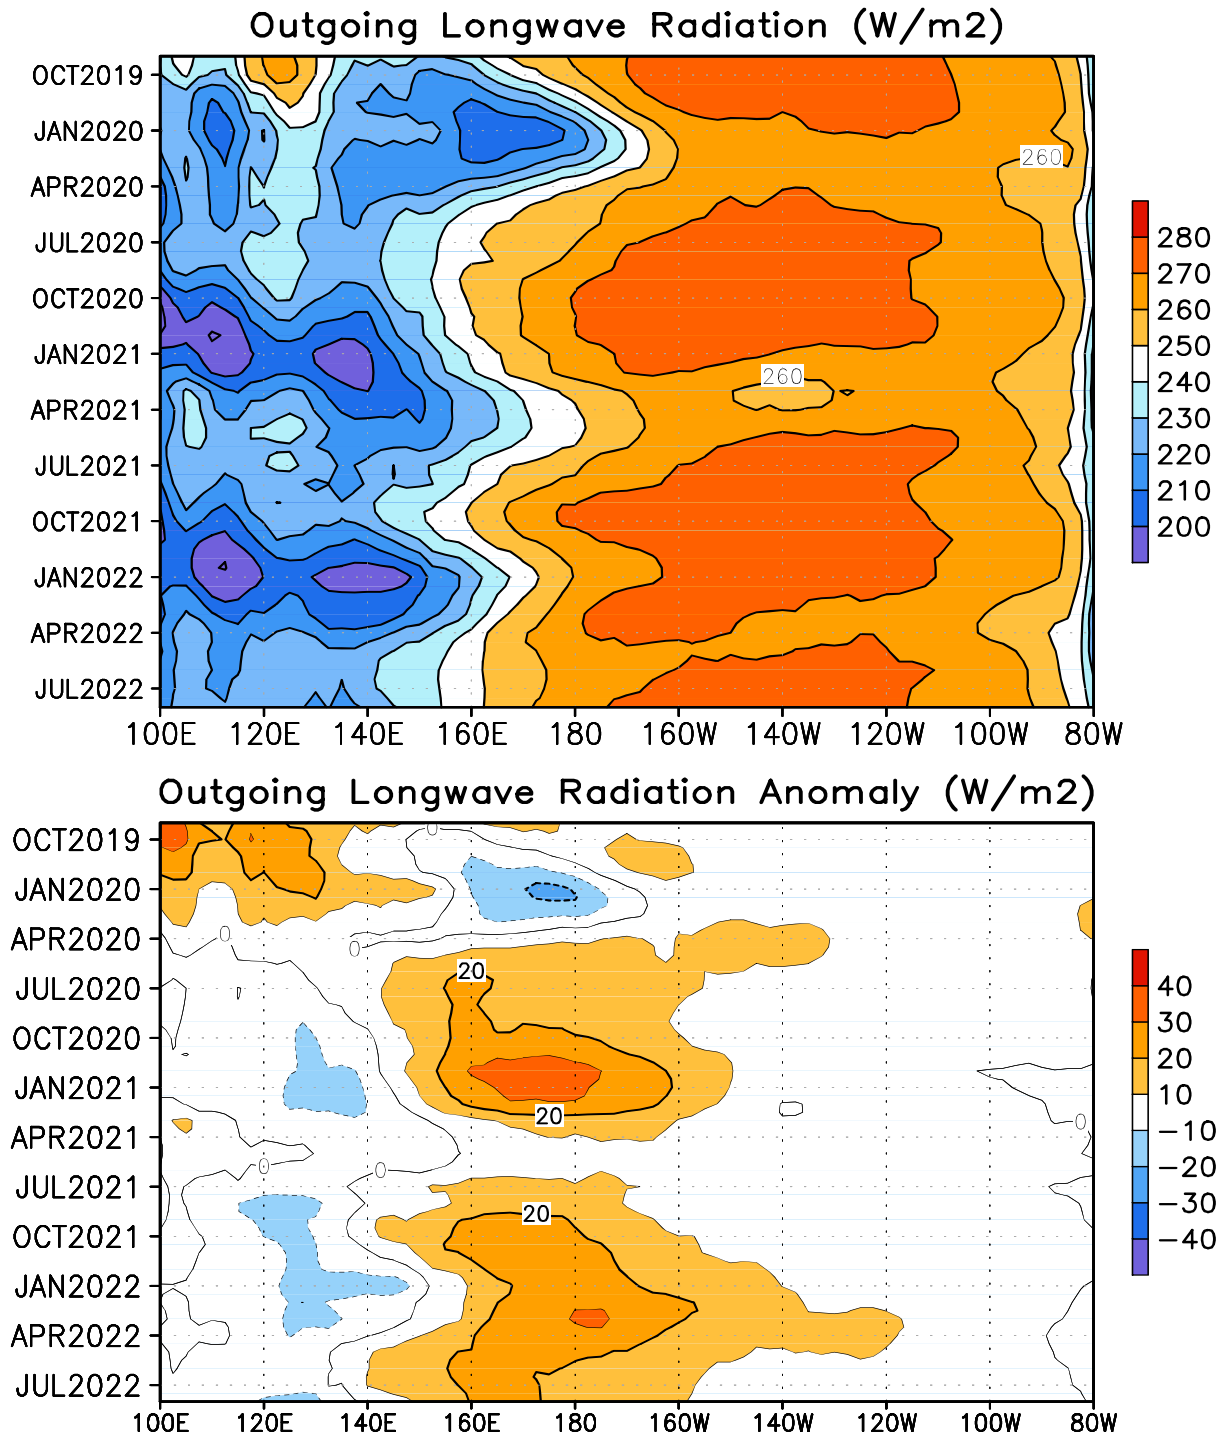 Outgoing Longwave Radiation (W/m2)
OCT2019
JAN2020
260
APR2020
JUL2020
280
270
OCT2020
260
250
JAN2021
260
240
APR2021
230
220
JUL2021
210
OCT2021
200
JAN2022
APR2022
JUL2022
100E 120E 140E 160E 180 160W 140W 120W 100W 80W
Outgoing Longwave Radiation Anomaly (W/m2)
0
OCT2019
JAN2020
APR2020
0
0
20
JUL2020
40
30
OCT2020
20
JAN2021
10
20
0
-10
APR2021
0
0
-20
JUL2021
-30
20
OCT2021
-40
JAN2022
APR2022
JUL2022
100E 120E 140E 160E 180 160W 140W 120W 100W 80W